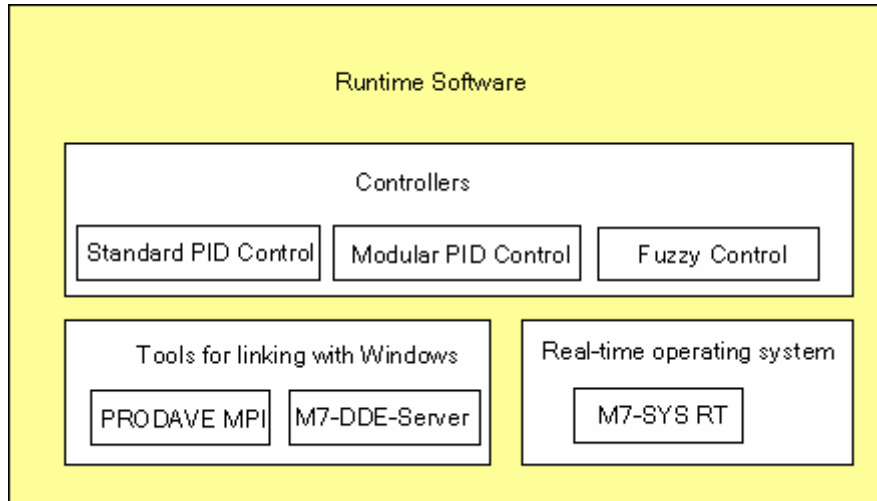 Runtime Software
Controllers
Standard PID Control
Modular PID Control
Fuzzy Control
Tools for linking with Windows
PRODAVE MPI
M7-DDE-Server
Real-time operating system
M7-SYS RT